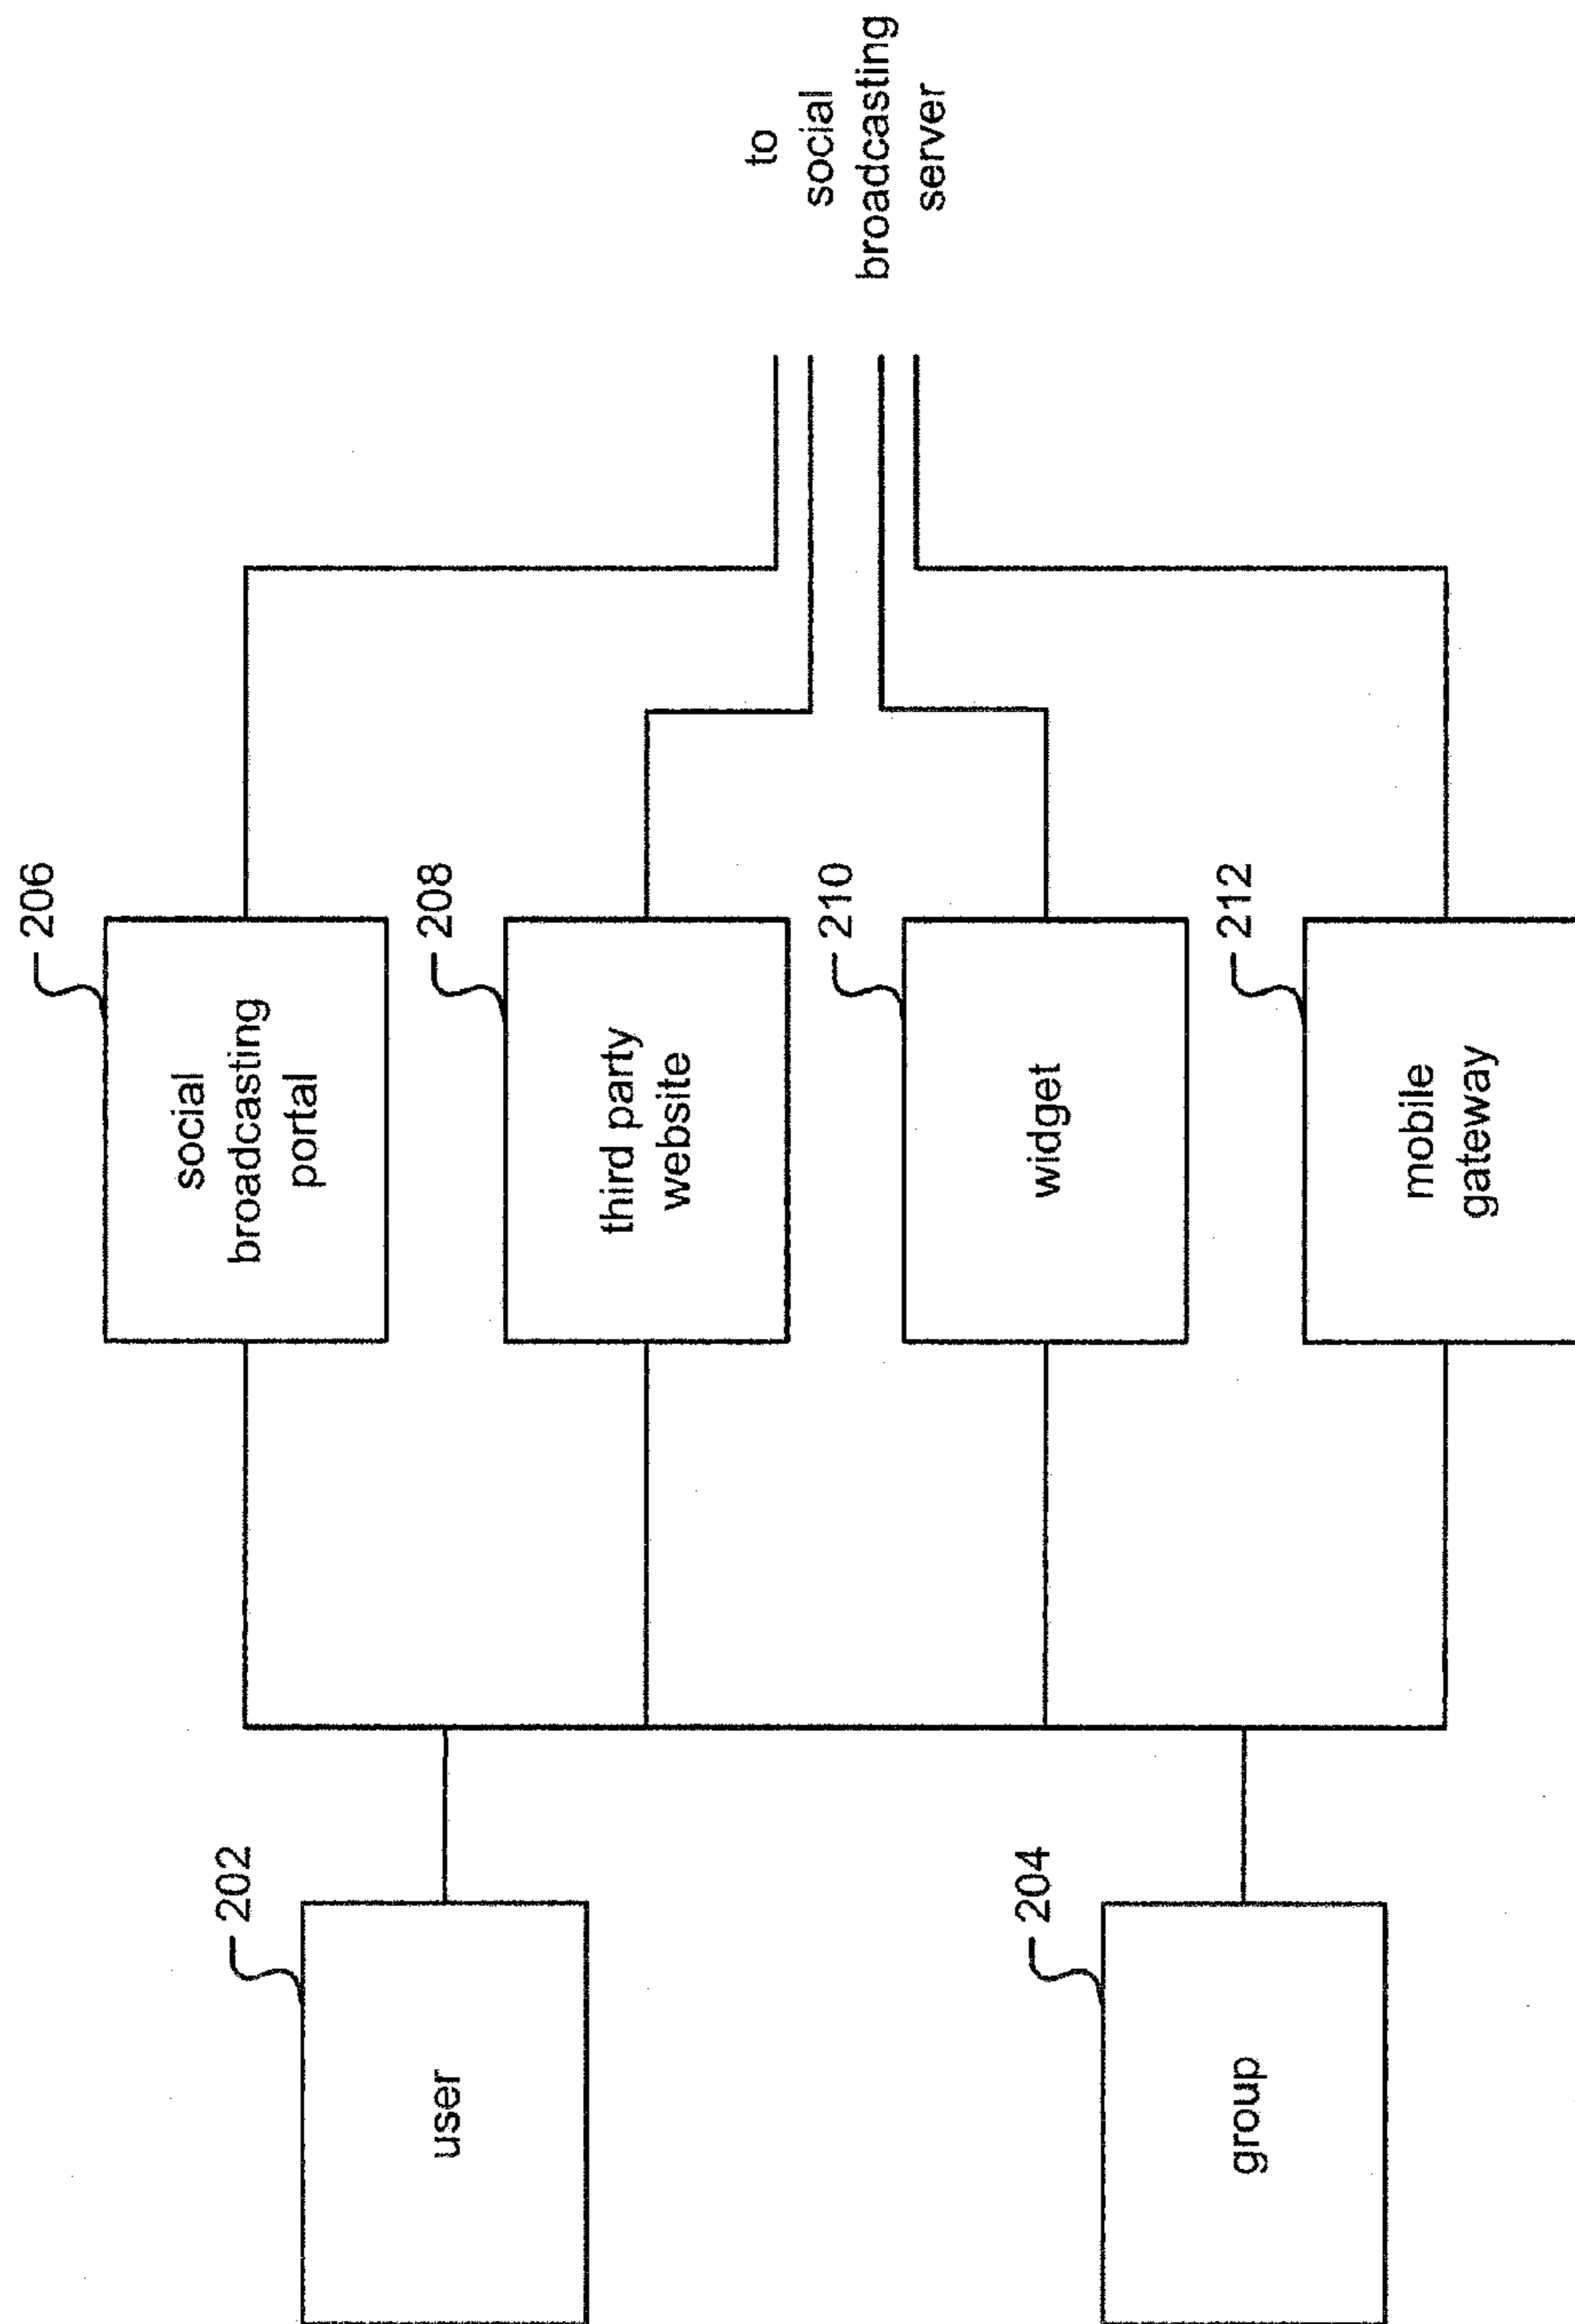 202
user
204
group
206
social
broadcasting
portal
208
third party
website
210
widget
212
mobile
gateway
to
social
broadcasting
server